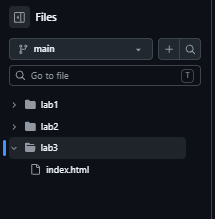 Files
main
Go to file
T
lab1
lab2
lab3
index.html